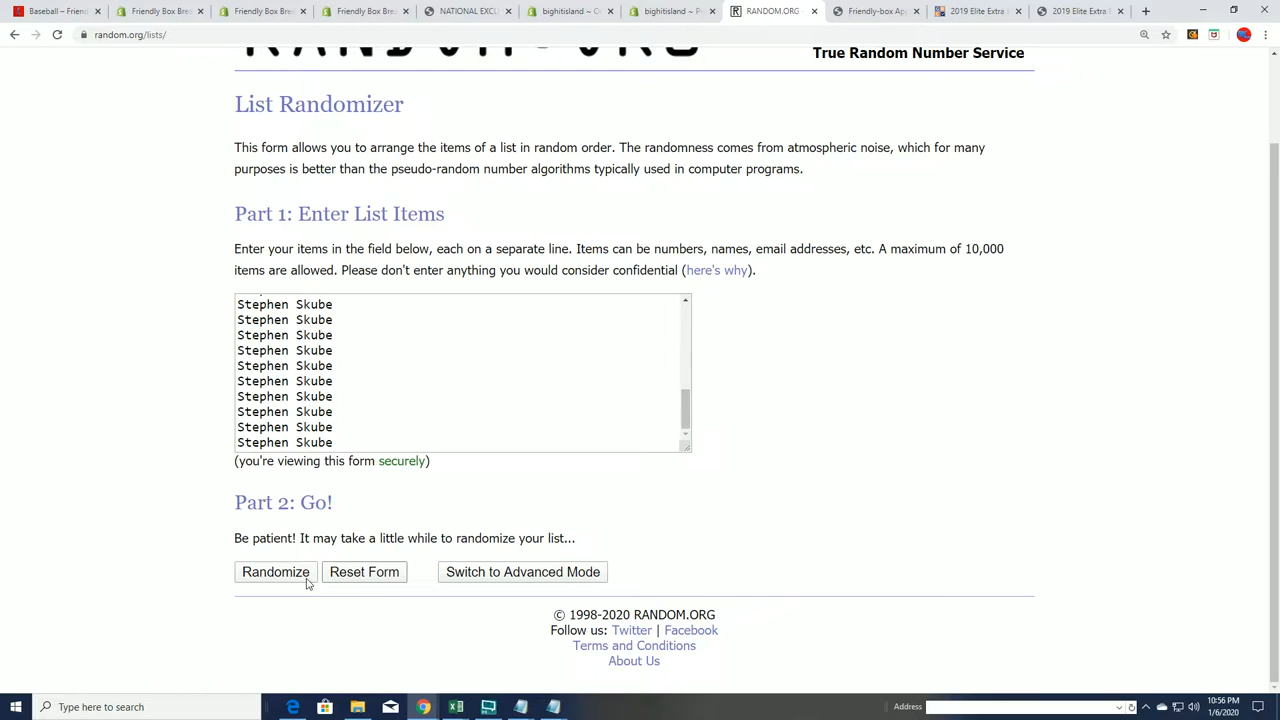 Baseball – Friend
Friendly Box Bre
Friendly Box Bre
Friendly Box Bre
NATIONAL EXCL
bighitisland ~ C
bighitisland ~ P
RANDOM.ORG
Friendly-box Ap
2019 Elite Extra
2019 Elite Extra
random.org/lists/
RANDOM.ORG
True Random Number Service
List Randomizer
This form allows you to arrange the items of a list in random order. The randomness comes from atmospheric noise, which for many
purposes is better than the pseudo-random number algorithms typically used in computer programs.
Part 1: Enter List Items
Enter your items in the field below, each on a separate line. Items can be numbers, names, email addresses, etc. A maximum of 10,000
items are allowed. Please don't enter anything you would consider confidential (here's why).
Stephen Skube
Stephen Skube
Stephen Skube
Stephen Skube
Stephen Skube
Stephen Skube
Stephen Skube
Stephen Skube
Stephen Skube
Stephen Skube
(you're viewing this form securely)
Part 2: Go!
Be patient! It may take a little while to randomize your list...
Randomize
Reset Form
Switch to Advanced Mode
© 1998-2020 RANDOM.ORG
Follow us: Twitter | Facebook
Terms and Conditions
About Us
Type here to search
Address
10:56 PM
1/6/2020